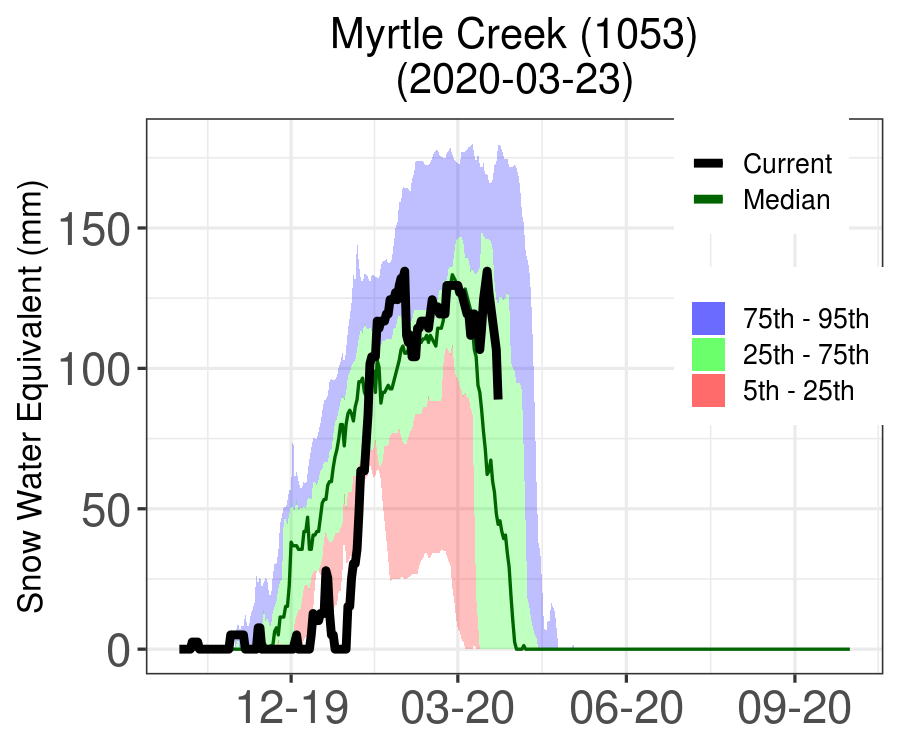 Myrtle Creek (1053)
(2020-03-23)
Snow Water Equivalent (mm)
150
100
50
0
12-19
03-20
06-20
09-20
Current
Median
75th - 95th
25th - 75th
5th - 25th